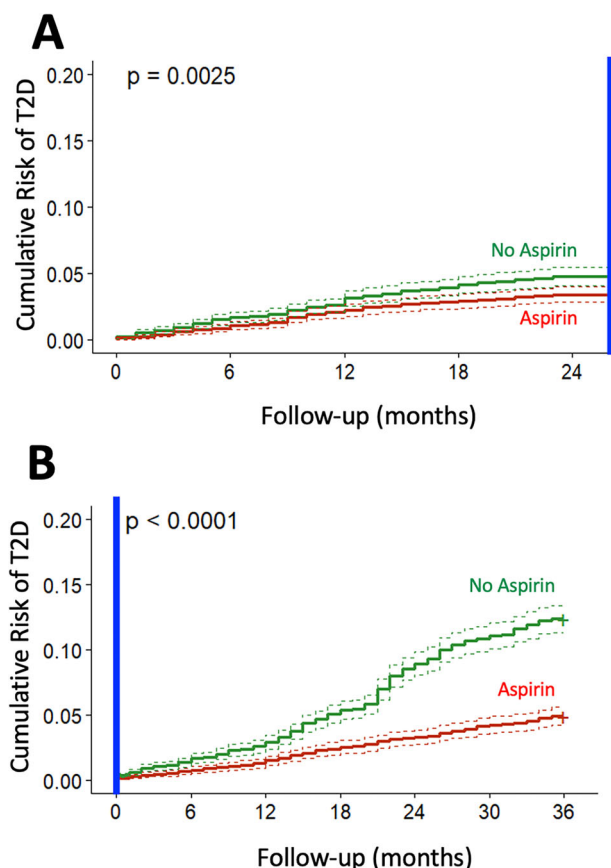 A
p = 0.0025
Cumulative Risk of T2D
0.20
0.15
0.10
0.05
0.00
No Aspirin
Aspirin
0 6 12 18 24
Follow-up (months)
B
p < 0.0001
Cumulative Risk of T2D
0.20
0.15
0.10
0.05
0.00
No Aspirin
Aspirin
0 6 12 18 24 30 36
Follow-up (months)